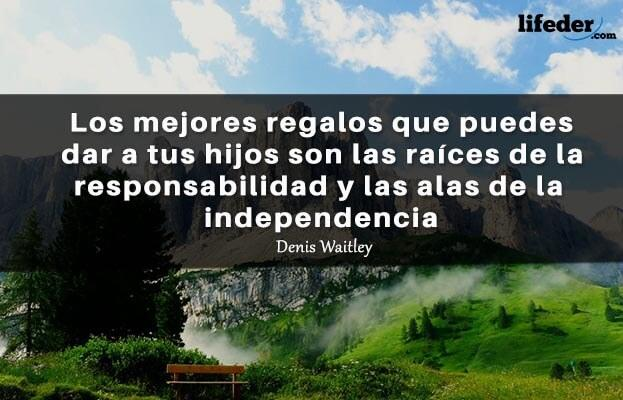 lifeder
.com
Los mejores regalos que puedes
dar a tus hijos son las raíces de la
responsabilidad y las alas de la
independencia
Denis Waitley